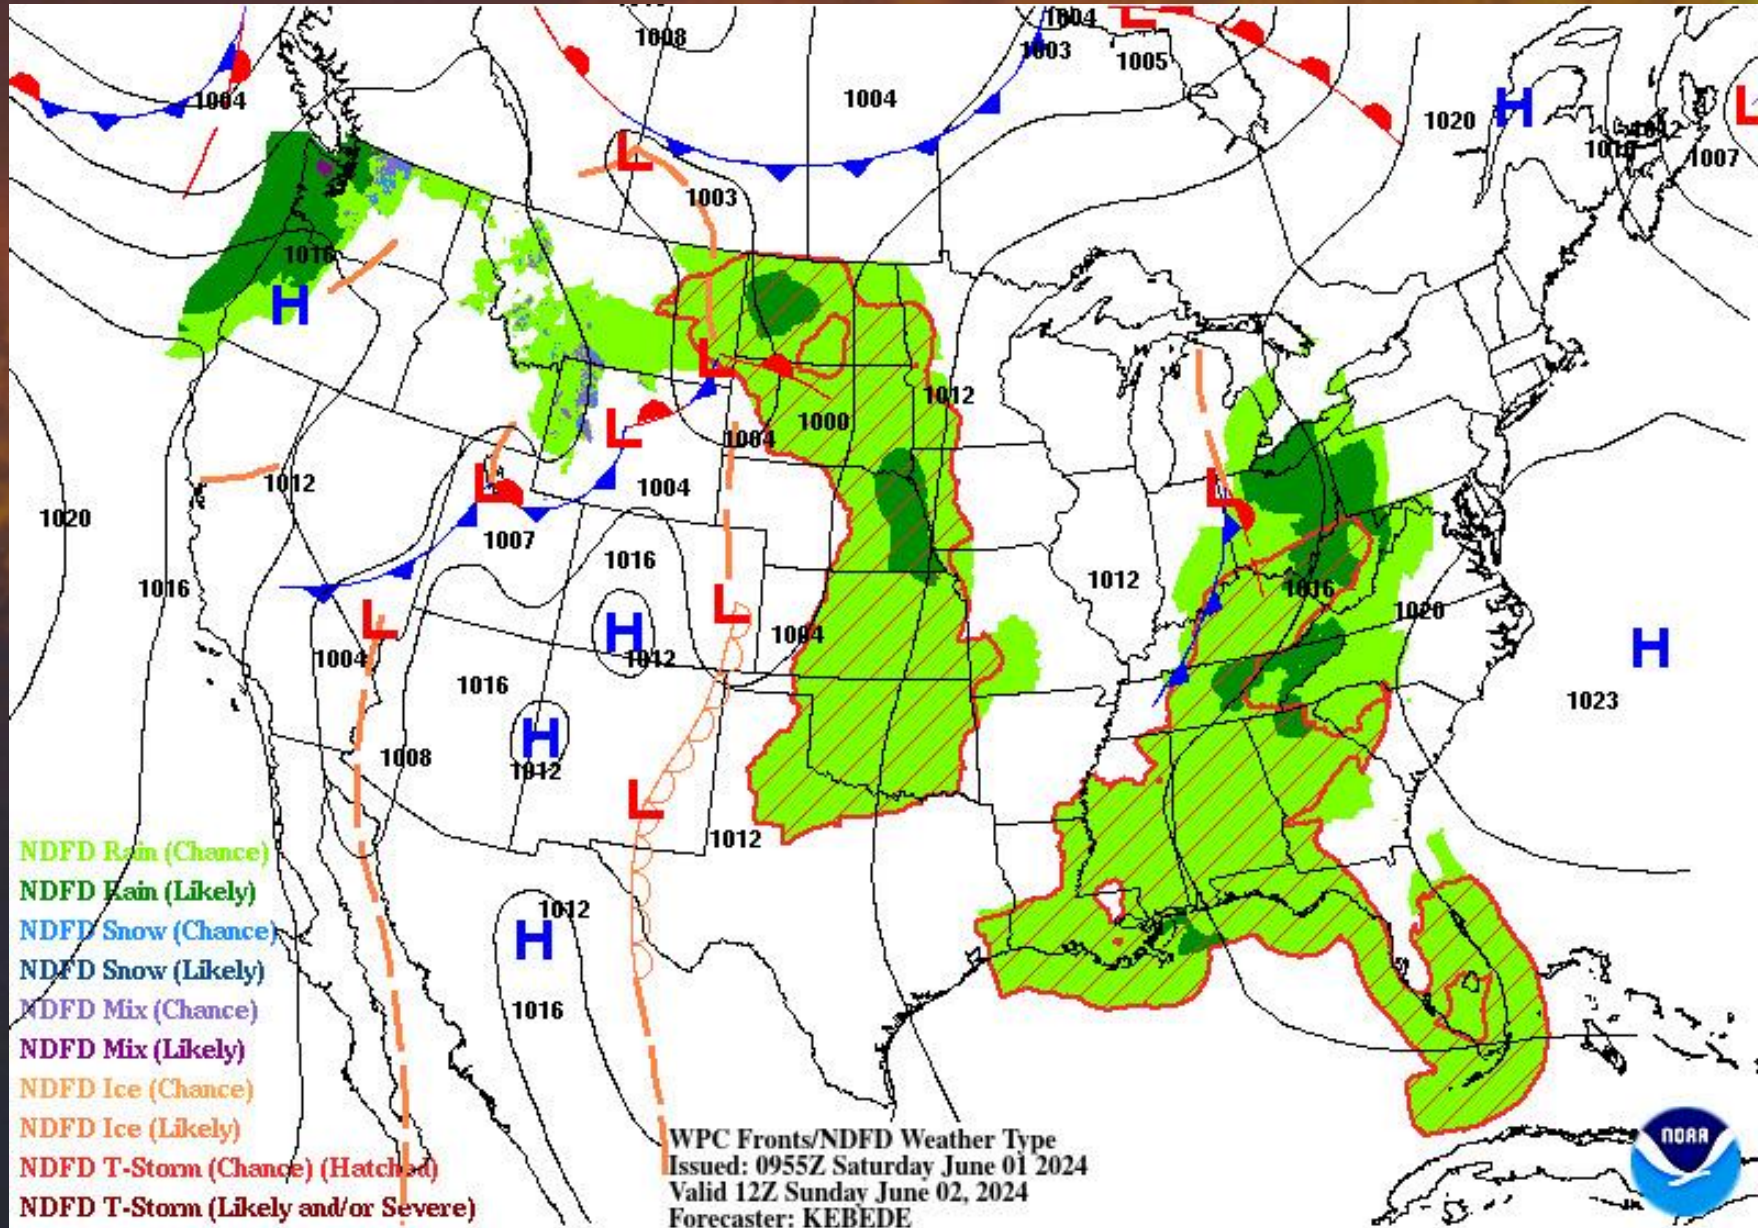 1008
1004
1003
1005
1004
1004
1020
1012
1007
1003
1016
H
L
H
L
L
1012
1000
1004
L
1012
L
1004
L
1020
1007
1016
1016
H
1012
L
1004
L
1004
1012
1016
1020
H
1016
1023
H
1012
1008
L
1012
NDFD Rain (Chance)
NDFD Rain (Likely)
NDFD Snow (Chance)
NDFD Snow (Likely)
NDFD Mix (Chance)
NDFD Mix (Likely)
NDFD Ice (Chance)
NDFD Ice (Likely)
NDFD T-Storm (Chance) (Hatched)
NDFD T-Storm (Likely and/or Severe)
1012
H
1016
WPC Fronts/NDFD Weather Type
Issued: 0955Z Saturday June 01 2024
Valid 12Z Sunday June 02, 2024
Forecaster: KEBEDE
NOAA